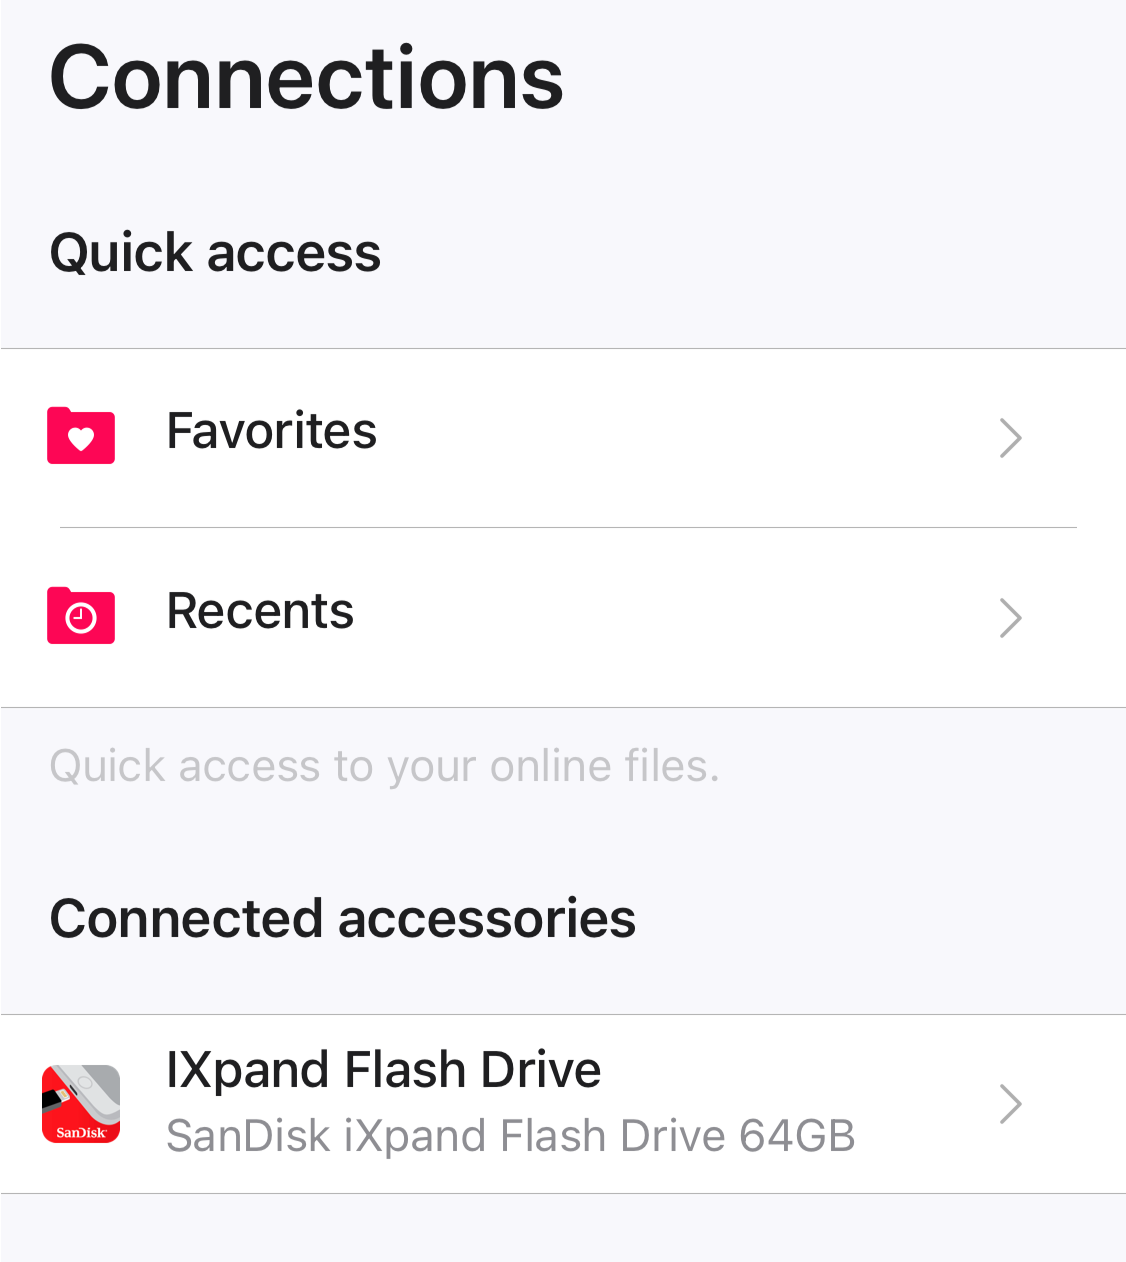 Connections
Quick access
Favorites
Recents
Quick access to your online files.
Connected accessories
IXpand Flash Drive
SanDisk iXpand Flash Drive 64GB
SanDisk